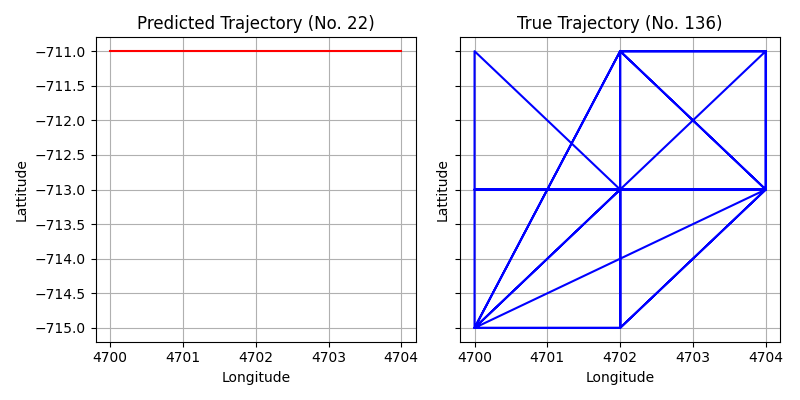 Predicted Trajectory (No. 22)
True Trajectory (No. 136)
−711.0
−711.5
−712.0
−712.5
−713.0
−713.5
−714.0
−714.5
−715.0
Lattitude
Lattitude
4700 4701 4702 4703 4704
4700 4701 4702 4703 4704
Longitude
Longitude